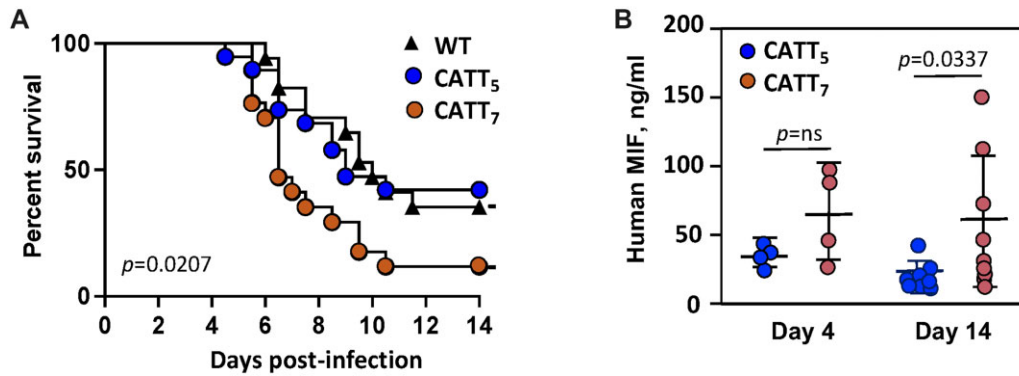 A
Percent survival
100
50
0
WT
CATT₅
CATT₇
p=0.0207
0 2 4 6 8 10 12 14
Days post-infection
B
Human MIF, ng/ml
200
150
100
50
0
CATT₅
CATT₇
p=ns
p=0.0337
Day 4 Day 14